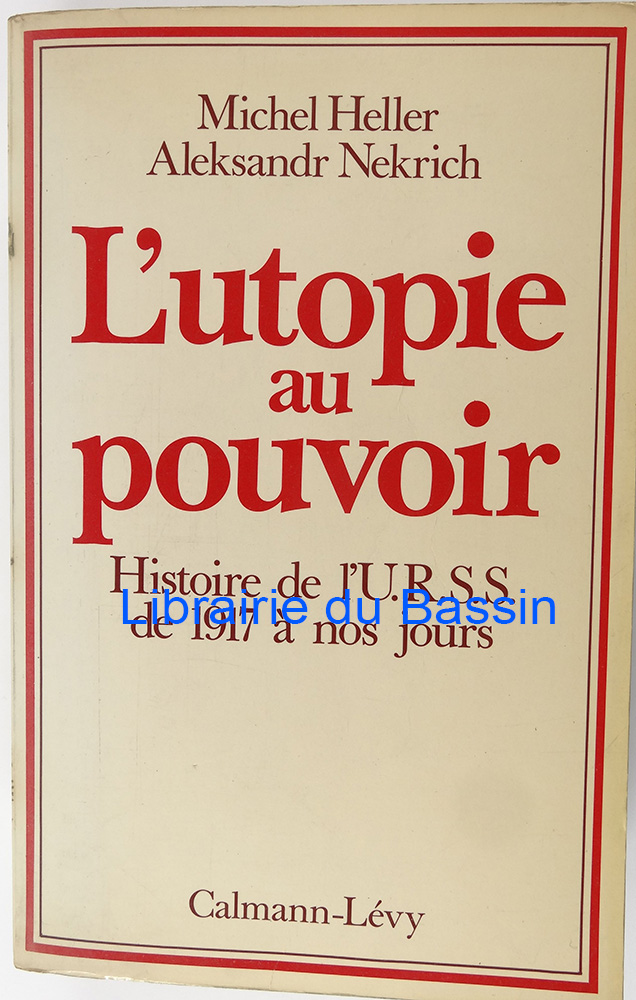 Michel Heller
Aleksandr Nekrich
L'utopie
au
pouvoir
Histoire de l'U.R.S.S.
Librairie du Bassin
de 1917 à nos jours
Calmann-Lévy